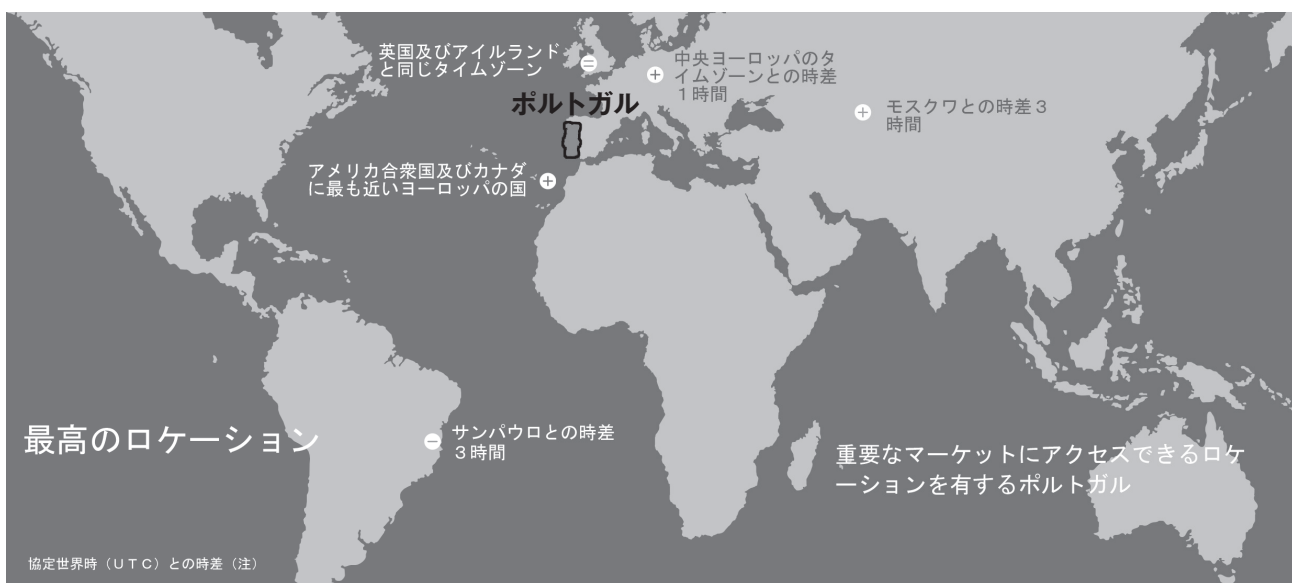 英国及びアイルランド
と同じタイムゾーン
中央ヨーロッパのタ
イムゾーンとの時差
1時間
ポルトガル
モスクワとの時差3
時間
アメリカ合衆国及びカナダ
に最も近いヨーロッパの国
最高のロケーション
サンパウロとの時差
3時間
重要なマーケットにアクセスできるロケ
ーションを有するポルトガル
協定世界時（UTC）との時差（注）